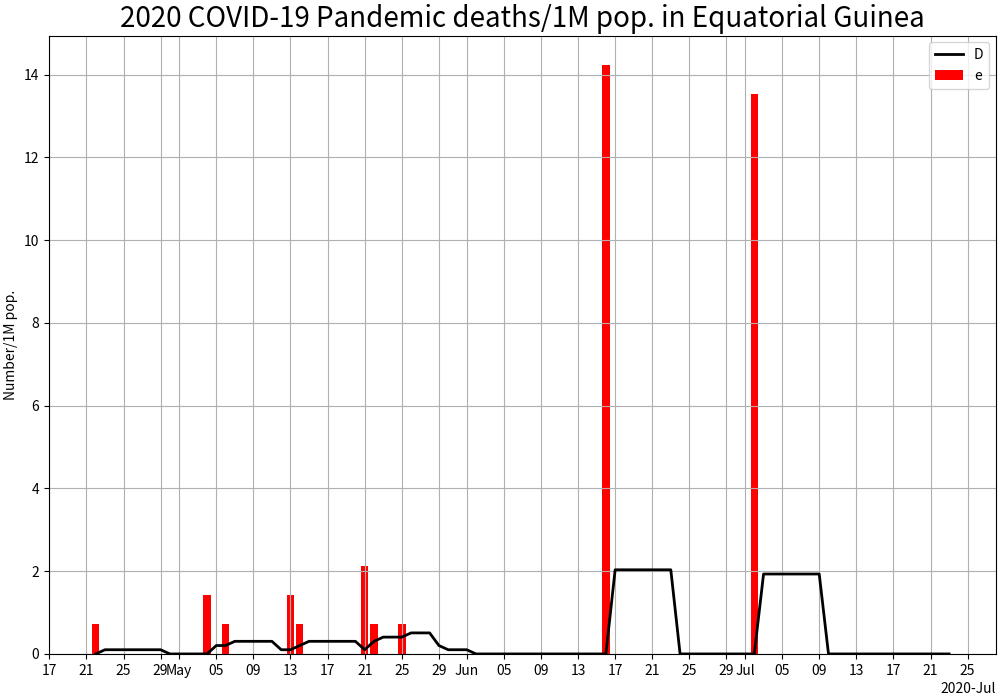 2020 COVID-19 Pandemic deaths/1M pop. in Equatorial Guinea
D
e
14
12
10
8
6
4
2
0
Number/1M pop.
17 21 25 29 May 05 09 13 17 21 25 29 Jun 05 09 13 17 21 25 29 Jul 05 09 13 17 21 25
2020-Jul